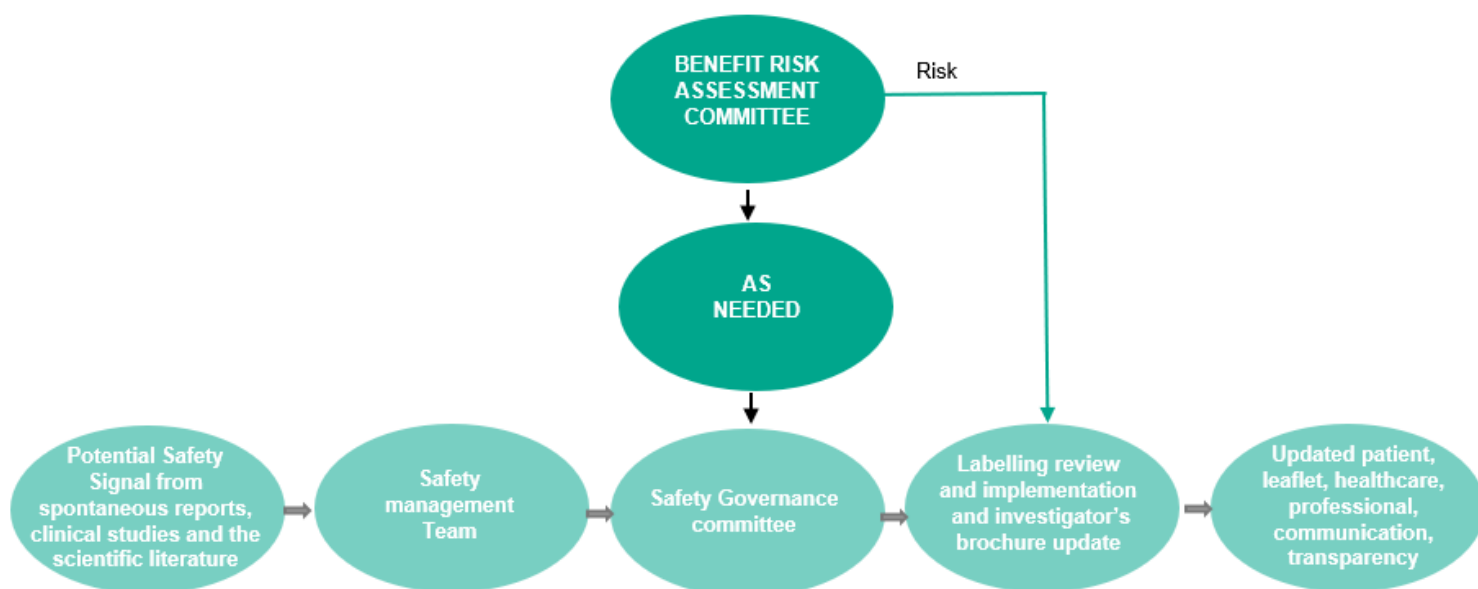 BENEFIT RISK
ASSESSMENT
COMMITTEE
Risk
AS
NEEDED
Potential Safety
Signal from
spontaneous reports,
clinical studies and the
scientific literature
Safety
management
Team
Safety Governance
committee
Labelling review
and implementation
and investigator's
brochure update
Updated patient,
leaflet, healthcare,
professional,
communication,
transparency